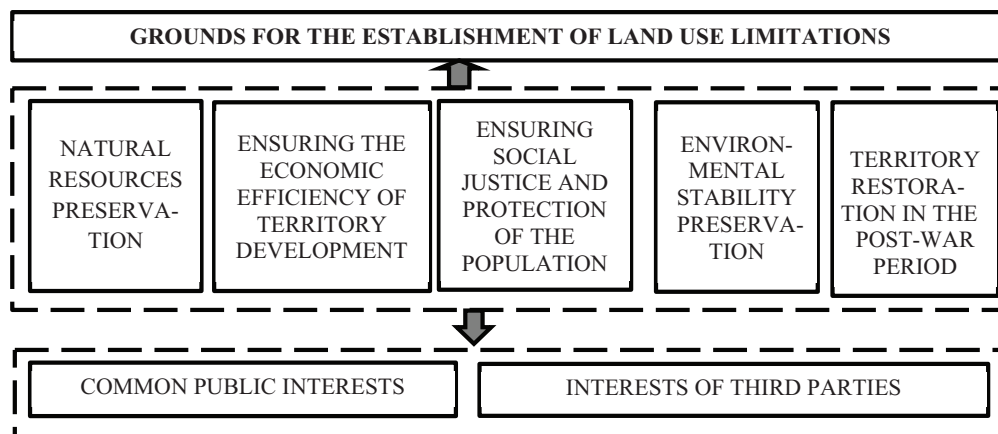 GROUNDS FOR THE ESTABLISHMENT OF LAND USE LIMITATIONS
NATURAL
RESOURCES
PRESERVA-
TION
ENSURING THE
ECONOMIC
EFFICIENCY OF
TERRITORY
DEVELOPMENT
ENSURING
SOCIAL
JUSTICE AND
PROTECTION
OF THE
POPULATION
ENVIRON-
MENTAL
STABILITY
PRESERVA-
TION
TERRITORY
RESTORA-
TION IN THE
POST-WAR
PERIOD
COMMON PUBLIC INTERESTS
INTERESTS OF THIRD PARTIES